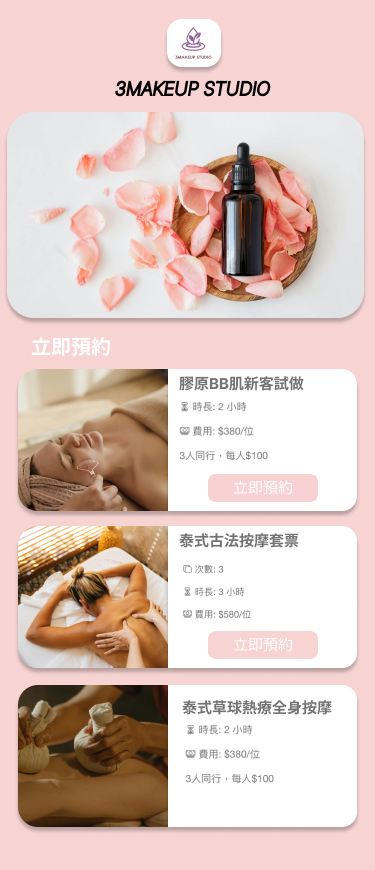 3MAKEUP STUDIO
3MAKEUP STUDIO
立即預約
膠原BB肌新客試做
時長: 2 小時
費用: $380/位
3人同行，每人$100
立即預約
泰式古法按摩套票
次數: 3
時長: 3 小時
費用: $580/位
立即預約
泰式草球熱療全身按摩
時長: 2 小時
費用: $380/位
3人同行，每人$100